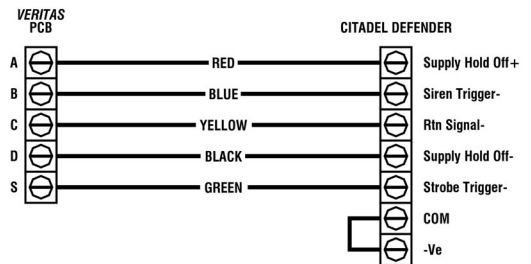 VERITAS
PCB
CITADEL DEFENDER
A RED Supply Hold Off+
B BLUE Siren Trigger-
C YELLOW Rtn Signal-
D BLACK Supply Hold Off-
S GREEN Strobe Trigger-
COM
-Ve